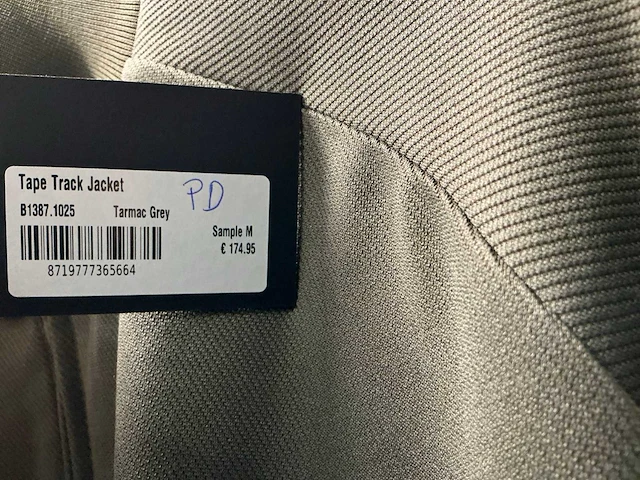 Tape Track Jacket
PD
B1387.1025 Tarmac Grey
Sample M
€ 174.95
8719777365664